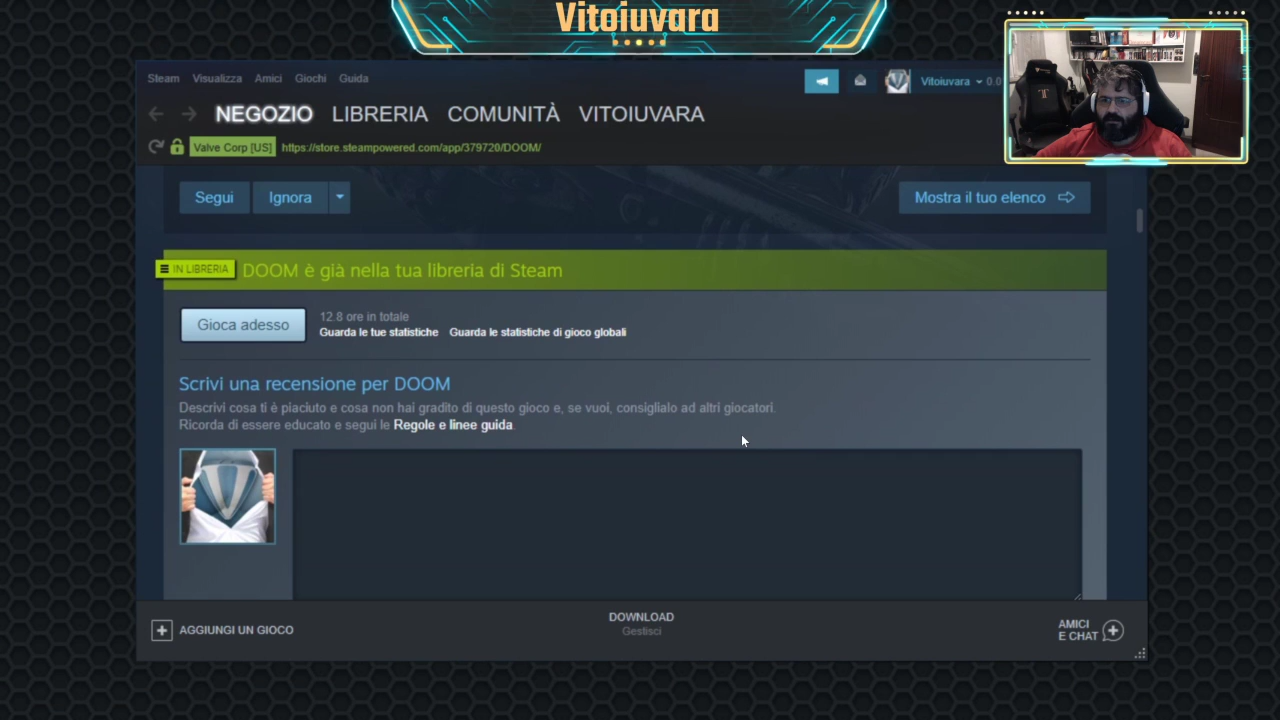 Vitoiuvara
Steam Visualizza Amici Giochi Guida
Vitoiuvara
NEGOZIO LIBRERIA COMUNITÀ VITOIUVARA
Valve Corp [US] https://store.steampowered.com/app/379720/DOOM/
Segui Ignora Mostra il tuo elenco
IN LIBRERIA DOOM è già nella tua libreria di Steam
Gioca adesso
12.8 ore in totale
Guarda le tue statistiche Guarda le statistiche di gioco globali
Scrivi una recensione per DOOM
Descrivi cosa ti è piaciuto e cosa non hai gradito di questo gioco e, se vuoi, consiglialo ad altri giocatori.
Ricorda di essere educato e segui le Regole e linee guida.
AGGIUNGI UN GIOCO
DOWNLOAD
Gestisci
AMICI
E CHAT